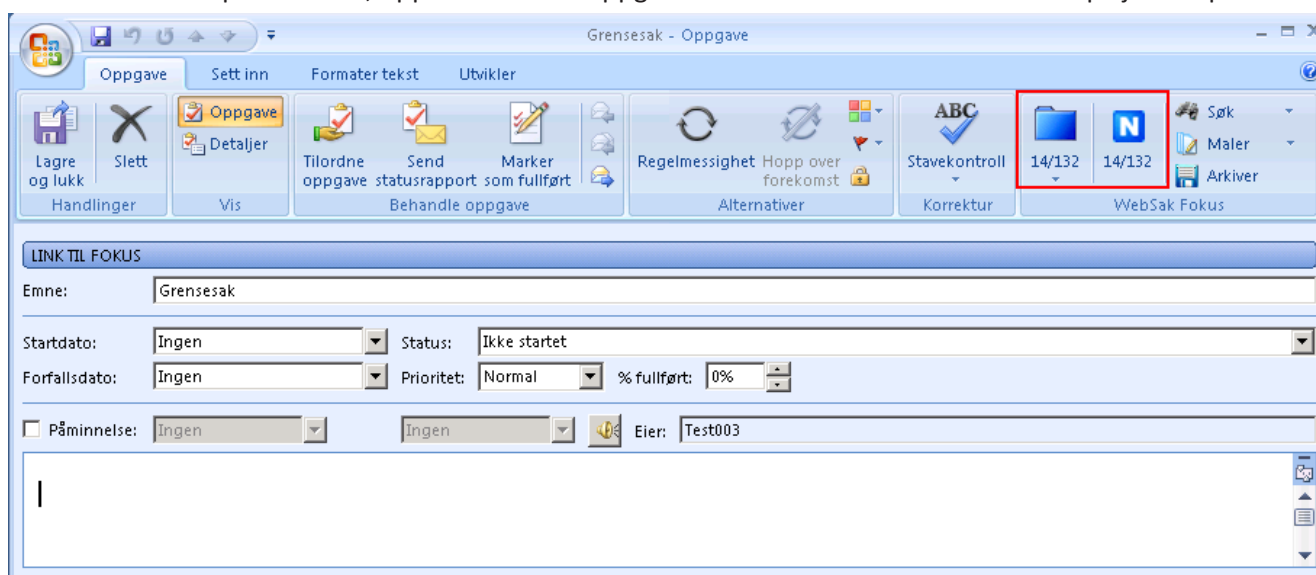 Grensesak - Oppgave
Oppgave Sett inn Formater tekst Utvikler
Lagre og lukk
Slett
Handlinger
Oppgave
Detaljer
Vis
Tilordne oppgave
Send statusrapport
Marker som fullført
Behandle oppgave
Regelmessighet
Hopp over forekomst
Alternativer
ABC
Stavekontroll
Korrektur
14/132
N
14/132
Søk
Maler
Arkiver
WebSak Fokus
LINK TIL FOKUS
Emne: Grensesak
Startdato: Ingen Status: Ikke startet
Forfallsdato: Ingen Prioritet: Normal % fullført: 0%
Påminnelse: Ingen Ingen Eier: Test003